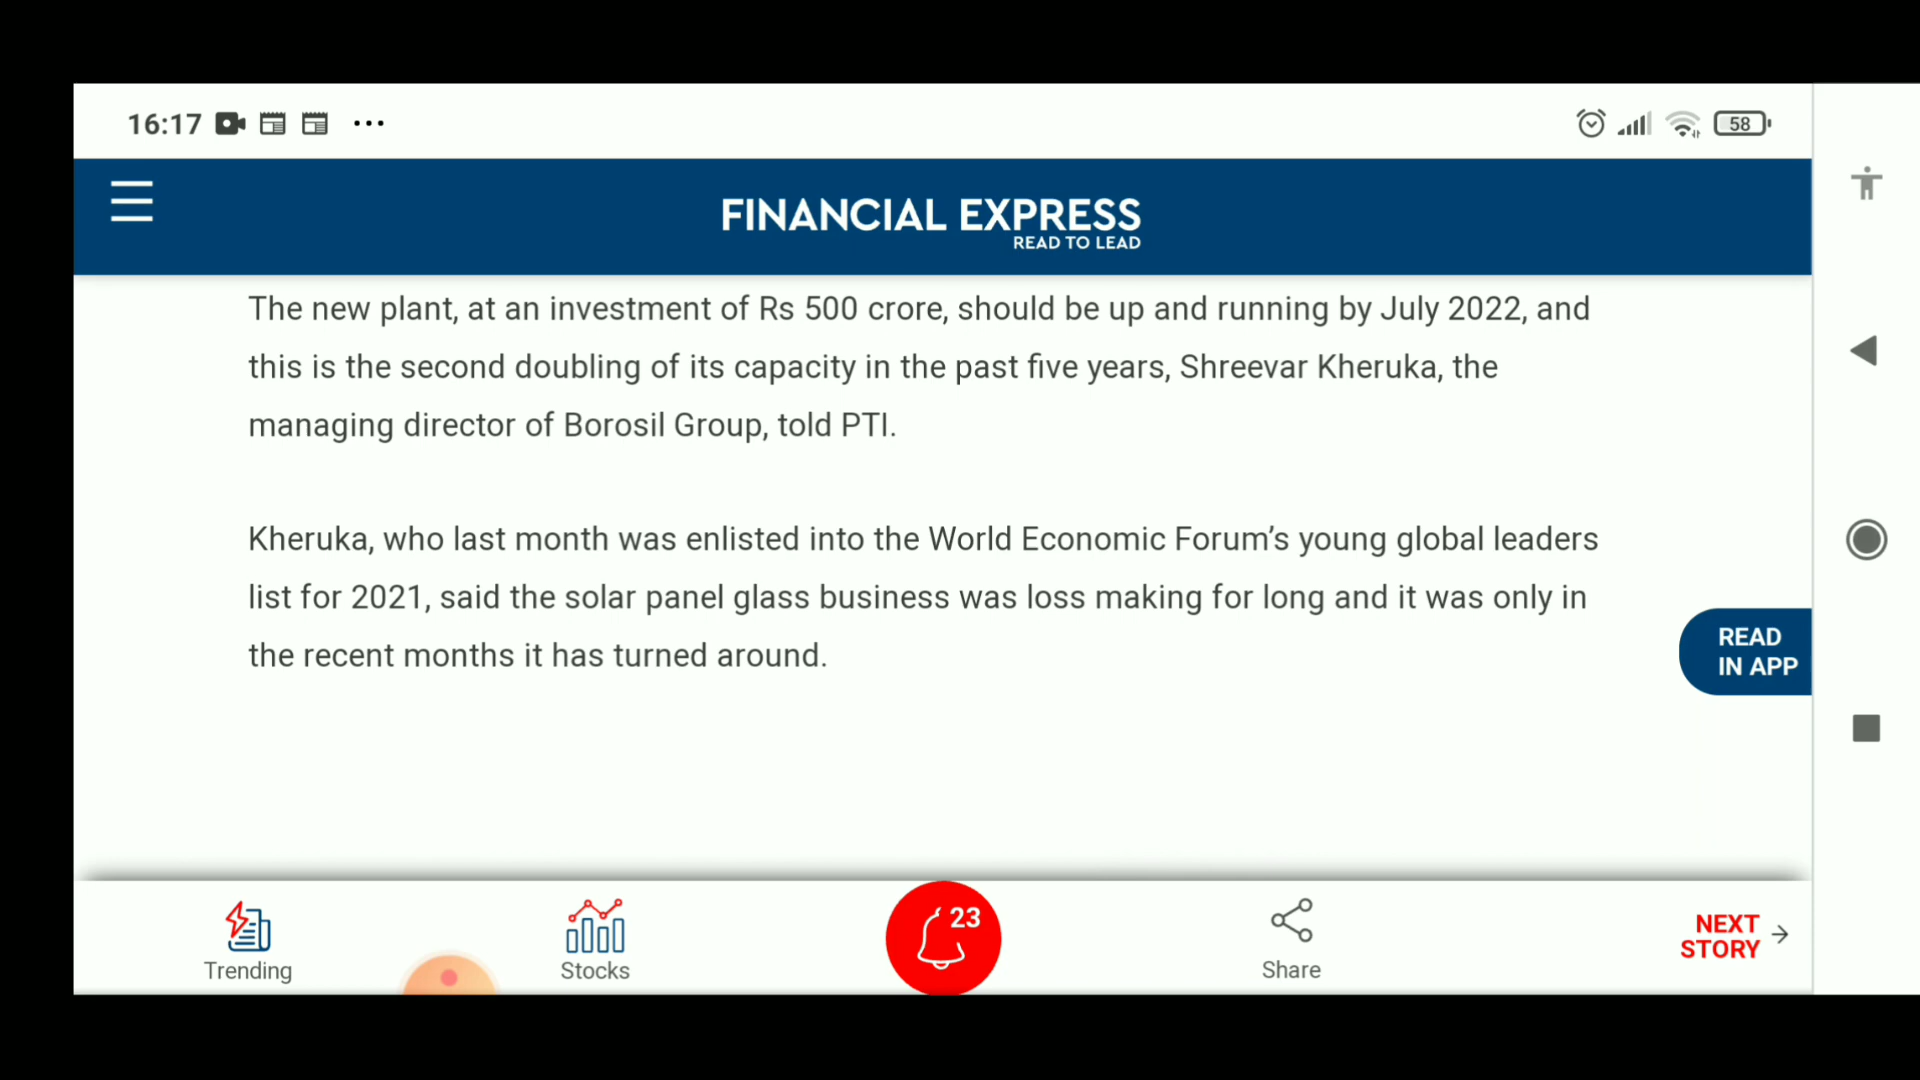 16:17
58
FINANCIAL EXPRESS
READ TO LEAD
The new plant, at an investment of Rs 500 crore, should be up and running by July 2022, and
this is the second doubling of its capacity in the past five years, Shreevar Kheruka, the
managing director of Borosil Group, told PTI.
Kheruka, who last month was enlisted into the World Economic Forum’s young global leaders
list for 2021, said the solar panel glass business was loss making for long and it was only in
the recent months it has turned around.
READ
IN APP
Trending
Stocks
23
Share
NEXT
STORY